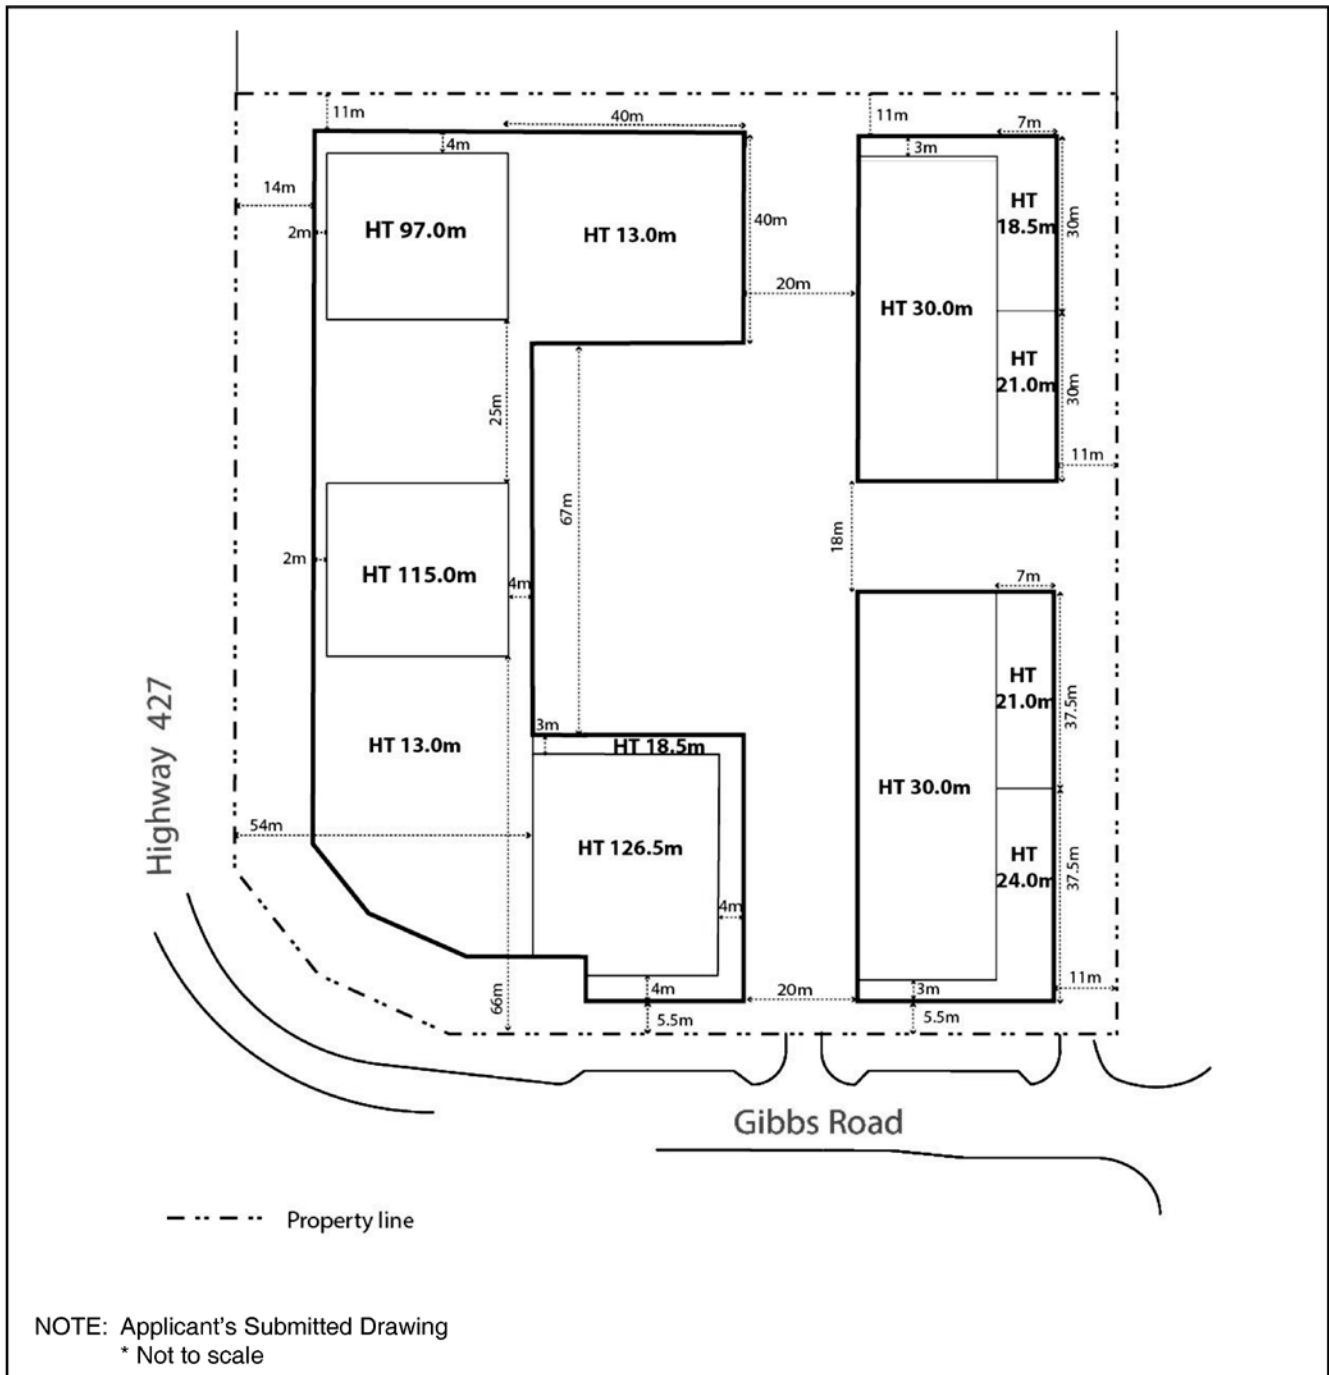 11m
40m
11m
7m
4m
3m
14m
HT
18.5m
30m
2m
HT 97.0m
HT 13.0m
40m
20m
HT 30.0m
HT
21.0m
30m
25m
11m
67m
18m
2m
HT 115.0m
4m
7m
HT
21.0m
37.5m
Highway 427
HT 13.0m
3m
HT 18.5m
HT 30.0m
54m
HT 126.5m
HT
24.0m
37.5m
4m
66m
4m
20m
3m
11m
5.5m
5.5m
Gibbs Road
Property line
NOTE: Applicant's Submitted Drawing
* Not to scale